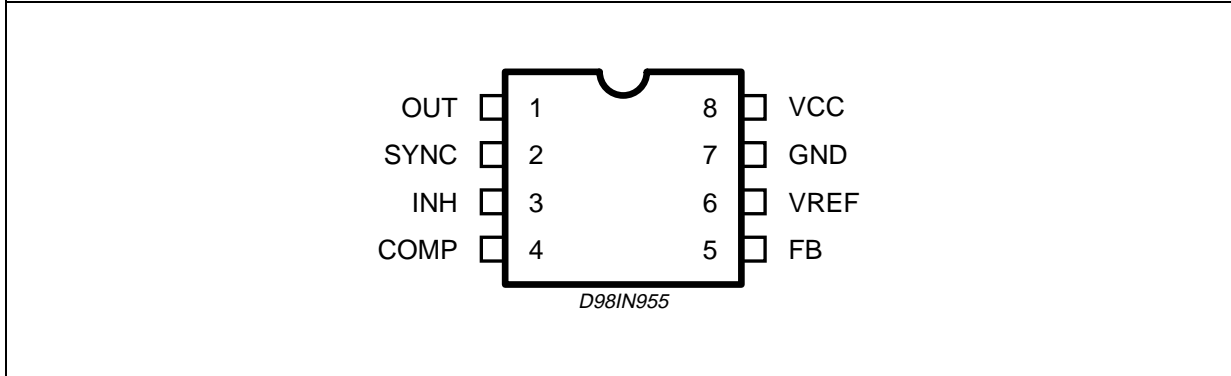 OUT 1 8 VCC
SYNC 2 7 GND
INH 3 6 VREF
COMP 4 5 FB
D98IN955